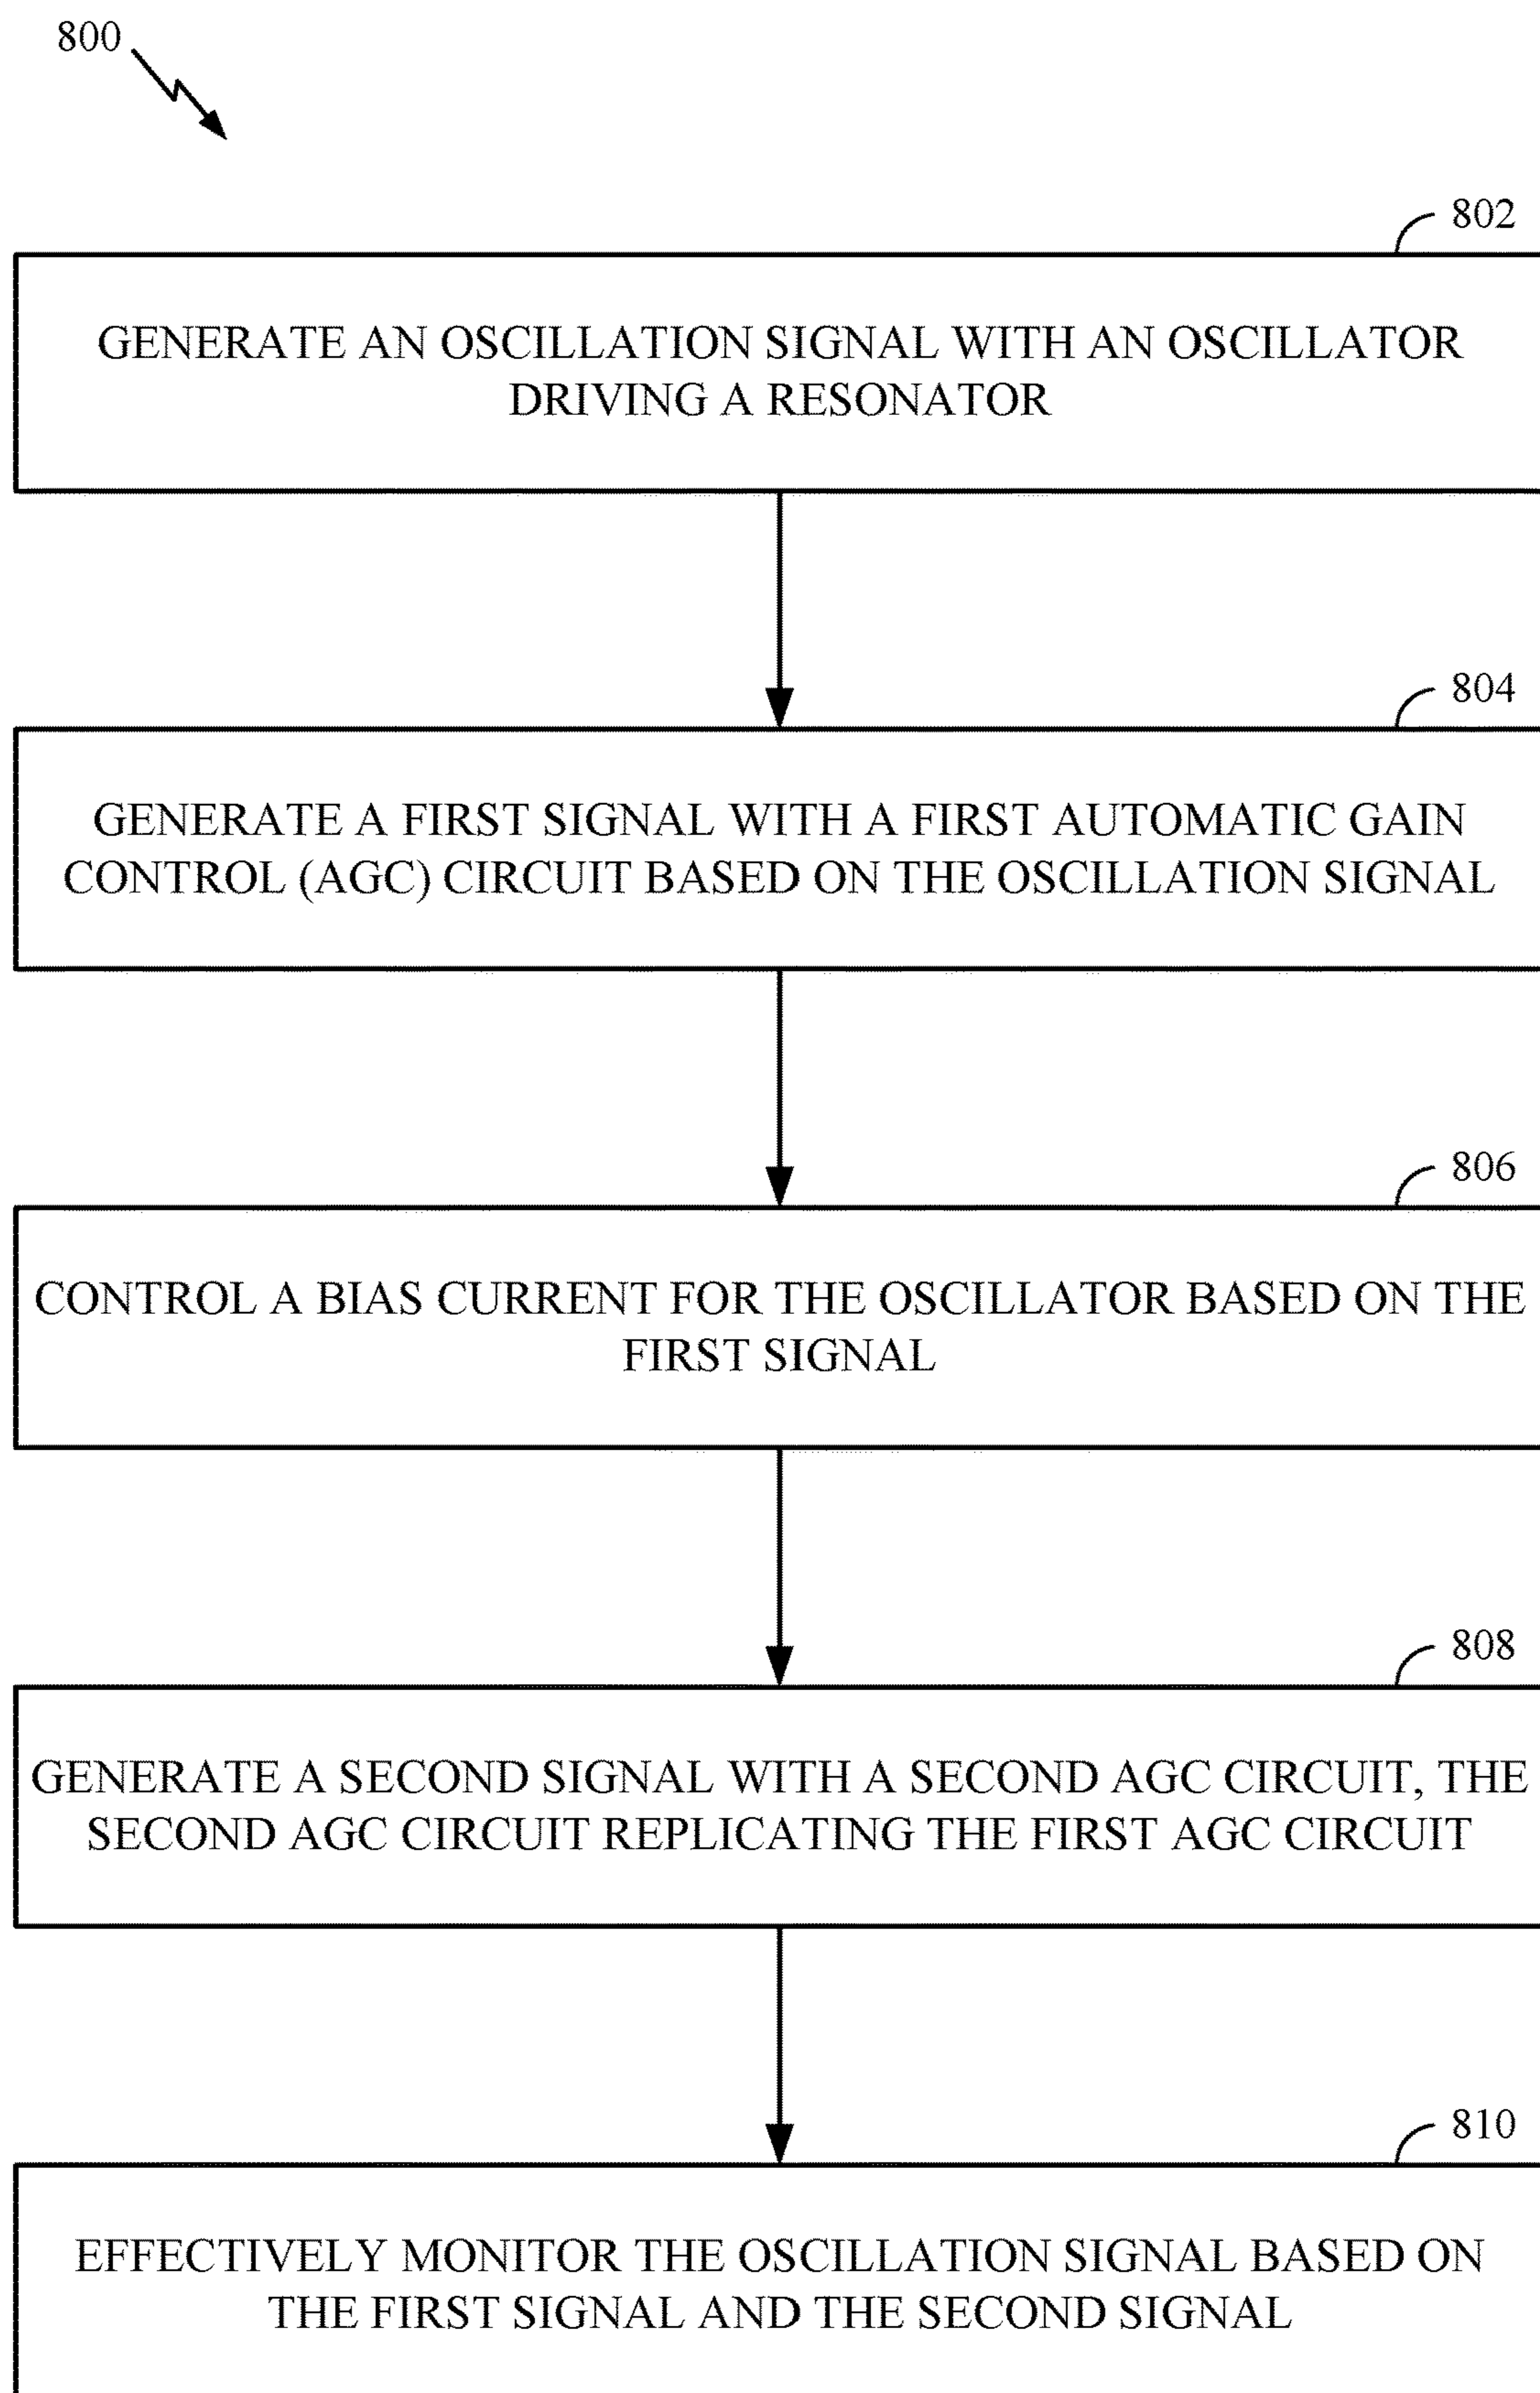 800
802
GENERATE AN OSCILLATION SIGNAL WITH AN OSCILLATOR
DRIVING A RESONATOR
804
GENERATE A FIRST SIGNAL WITH A FIRST AUTOMATIC GAIN
CONTROL (AGC) CIRCUIT BASED ON THE OSCILLATION SIGNAL
806
CONTROL A BIAS CURRENT FOR THE OSCILLATOR BASED ON THE
FIRST SIGNAL
808
GENERATE A SECOND SIGNAL WITH A SECOND AGC CIRCUIT, THE
SECOND AGC CIRCUIT REPLICATING THE FIRST AGC CIRCUIT
810
EFFECTIVELY MONITOR THE OSCILLATION SIGNAL BASED ON
THE FIRST SIGNAL AND THE SECOND SIGNAL